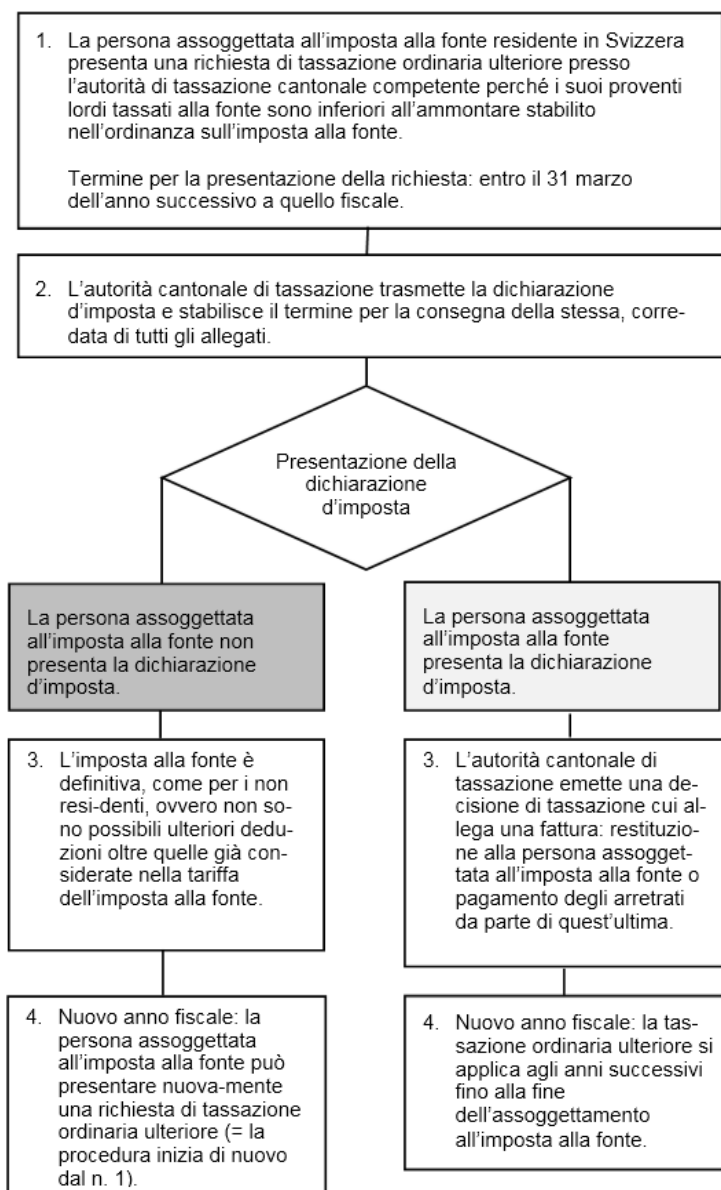 1. La persona assoggettata all'imposta alla fonte residente in Svizzera
presenta una richiesta di tassazione ordinaria ulteriore presso
l'autorità di tassazione cantonale competente perché i suoi proventi
lordi tassati alla fonte sono inferiori all'ammontare stabilito
nell'ordinanza sull'imposta alla fonte.
Termine per la presentazione della richiesta: entro il 31 marzo
dell'anno successivo a quello fiscale.
2. L'autorità cantonale di tassazione trasmette la dichiarazione
d'imposta e stabilisce il termine per la consegna della stessa, corre-
data di tutti gli allegati.
Presentazione della
dichiarazione
d'imposta
La persona assoggettata
all'imposta alla fonte non
presenta la dichiarazione
d'imposta.
3. L'imposta alla fonte è
definitiva, come per i non
resi-denti, ovvero non so-
no possibili ulteriori dedu-
zioni oltre quelle già con-
siderate nella tariffa
dell'imposta alla fonte.
4. Nuovo anno fiscale: la
persona assoggettata
all'imposta alla fonte può
presentare nuova-mente
una richiesta di tassazione
ordinaria ulteriore (= la
procedura inizia di nuovo
dal n. 1).
La persona assoggettata
all'imposta alla fonte
presenta la dichiarazione
d'imposta.
3. L'autorità cantonale di
tassazione emette una de-
cisione di tassazione cui al-
lega una fattura: restituzio-
ne alla persona assogget-
tata all'imposta alla fonte o
pagamento degli arretrati
da parte di quest'ultima.
4. Nuovo anno fiscale: la tas-
sazione ordinaria ulteriore si
applica agli anni successivi
fino alla fine
dell'assoggettamento
all'imposta alla fonte.